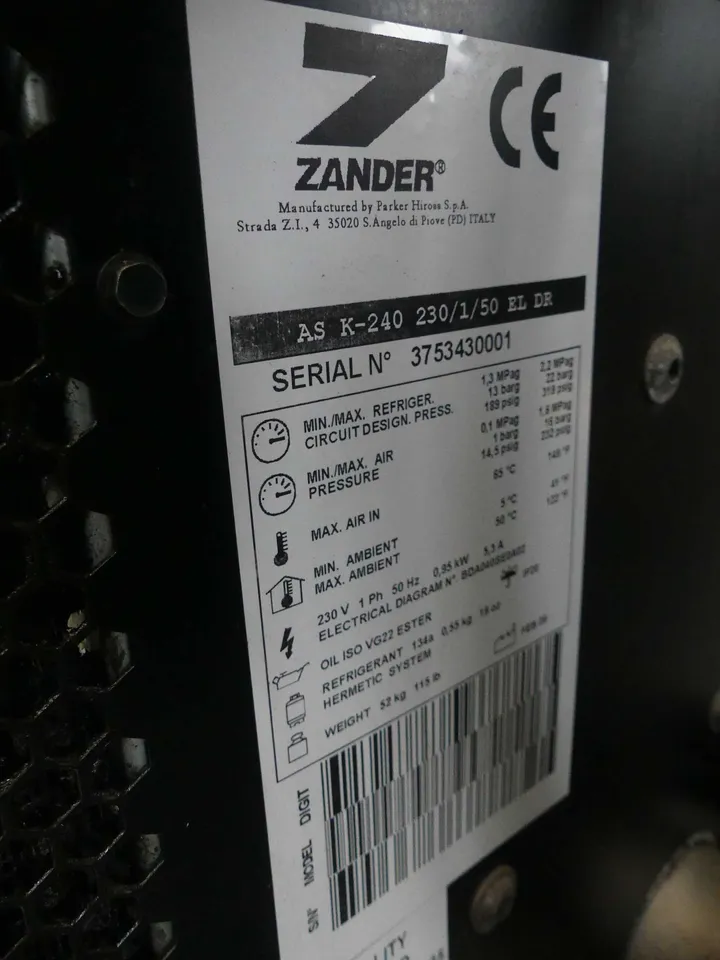 Z
CE
ZANDER®
Manufactured by Parker Hiross S.p.A.
Strada Z.I., 4 35020 S.Angelo di Piove (PD) ITALY
AS K-240 230/1/50 EL DR
SERIAL N° 3753430001
MIN./MAX. REFRIGER. 1,3 MPag 2,2 MPag
CIRCUIT DESIGN. PRESS. 13 barg 22 barg
189 psig 319 psig
MIN./MAX. AIR 0,1 MPag 1,6 MPag
PRESSURE 1 barg 16 barg
14,5 psig 232 psig
MAX. AIR IN 65 °C 149 °F
MIN. AMBIENT 5 °C 41 °F
MAX. AMBIENT 50 °C 122 °F
230 V 1 Ph 50 Hz 0,95 kW 5,3 A
ELECTRICAL DIAGRAM N°.
OIL ISO VG22 ESTER
REFRIGERANT 134a 0,55 kg 19 oz
HERMETIC SYSTEM
WEIGHT 52 kg 115 lb
S/N° MODEL DIGIT
LITY